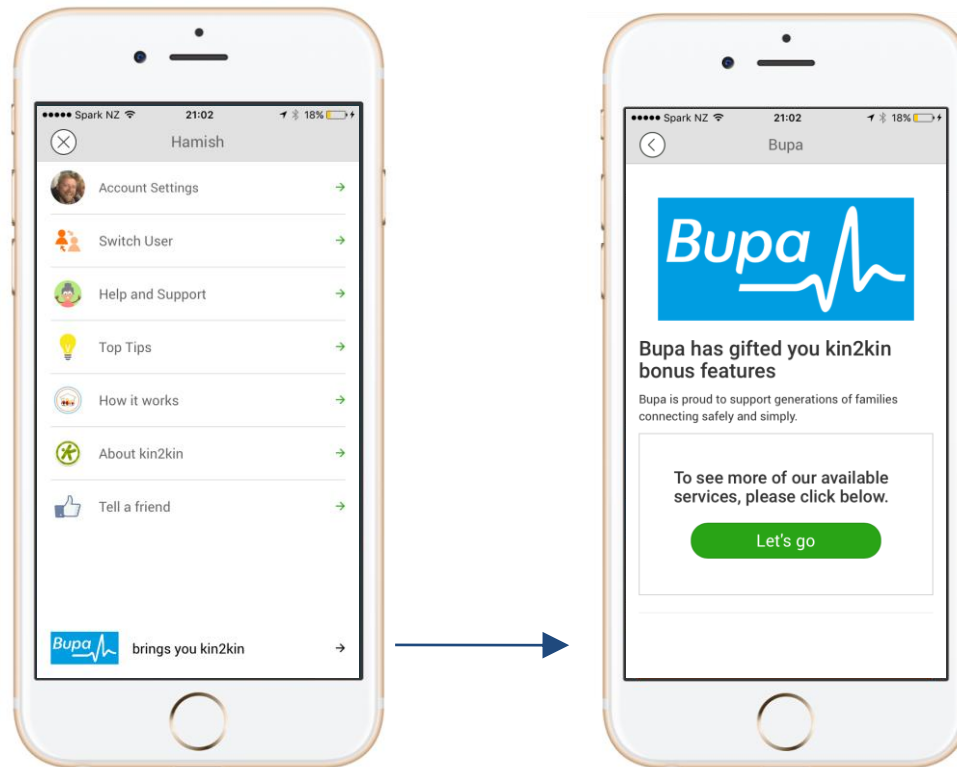 Spark NZ 21:02 18%
Hamish
Account Settings
Switch User
Help and Support
Top Tips
How it works
About kin2kin
Tell a friend
Bupa brings you kin2kin
Spark NZ 21:02 18%
Bupa
Bupa
Bupa has gifted you kin2kin
bonus features
Bupa is proud to support generations of families
connecting safely and simply.
To see more of our available
services, please click below.
Let's go